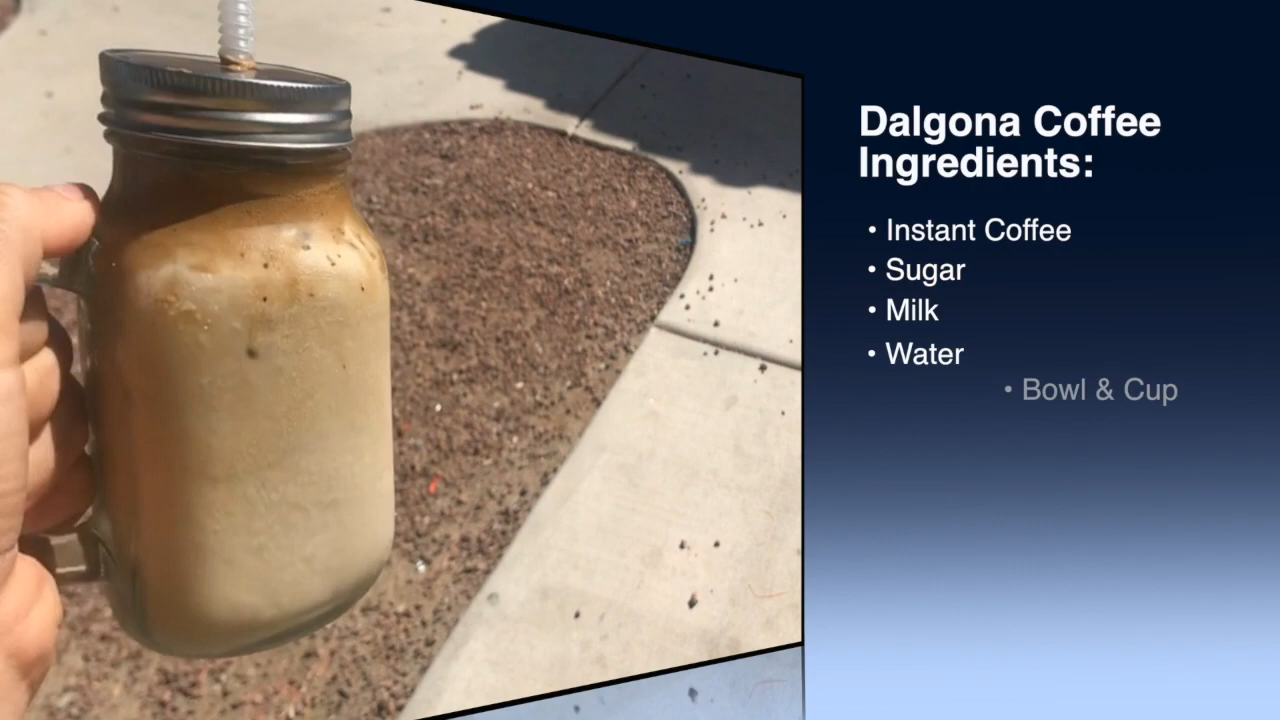 Dalgona Coffee
Ingredients:
• Instant Coffee
• Sugar
• Milk
• Water
• Bowl & Cup